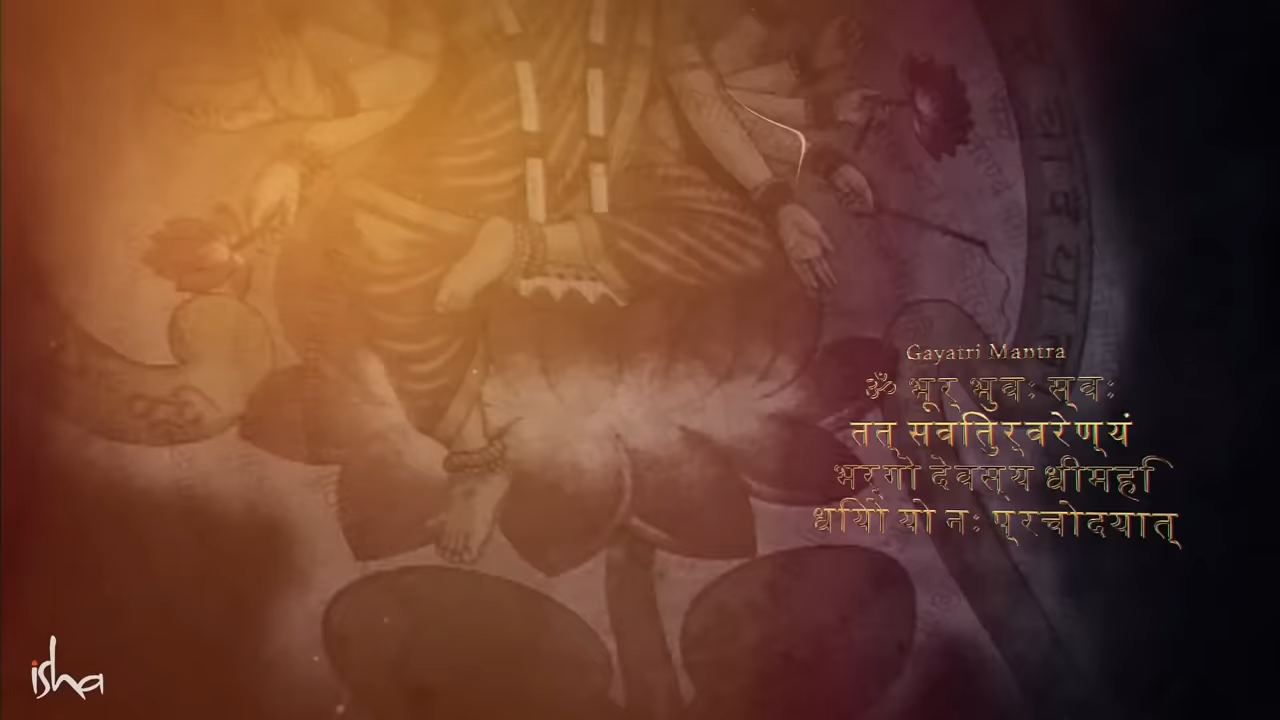 Gayatri Mantra
ॐ भूर् भुवः स्वः
तत् सवितुर्वरेण्यं
भर्गो देवस्य धीमहि
धियो यो नः प्रचोदयात्
isha